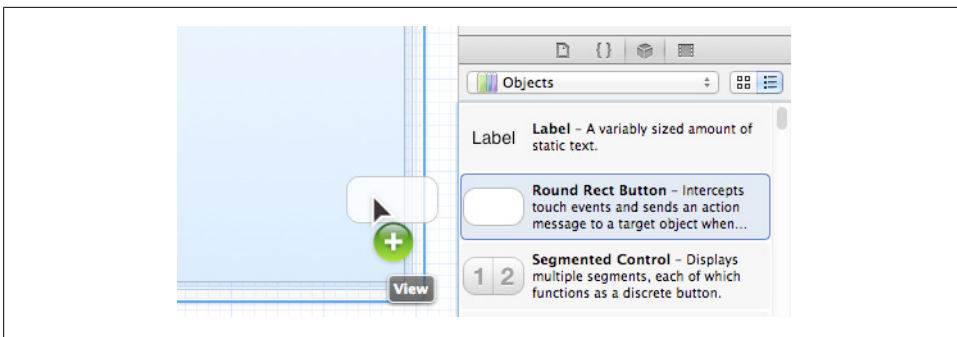 { }
Objects
Label
Label – A variably sized amount of
static text.
Round Rect Button – Intercepts
touch events and sends an action
message to a target object when...
1 2
Segmented Control – Displays
multiple segments, each of which
functions as a discrete button.
View